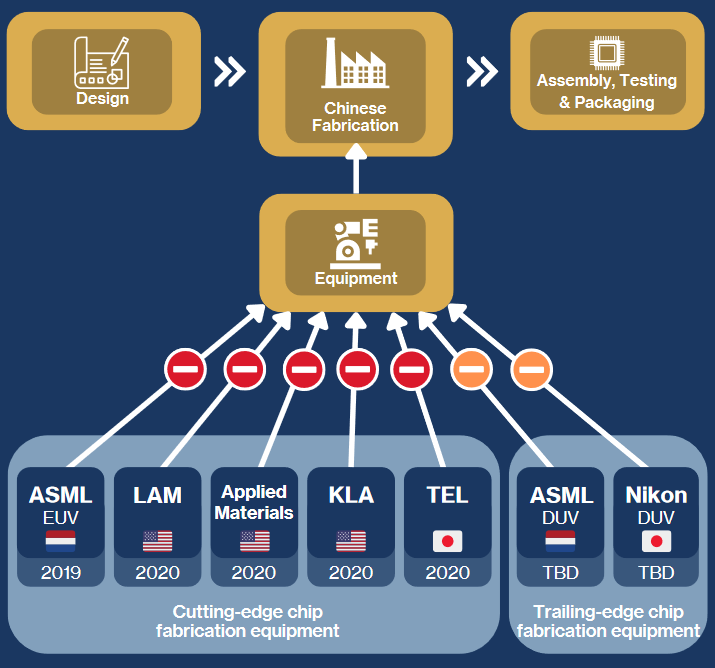 Design
Chinese
Fabrication
Assembly, Testing
& Packaging
Equipment
ASML
EUV
2019
LAM
2020
Applied
Materials
2020
KLA
2020
TEL
2020
ASML
DUV
TBD
Nikon
DUV
TBD
Cutting-edge chip
fabrication equipment
Trailing-edge chip
fabrication equipment